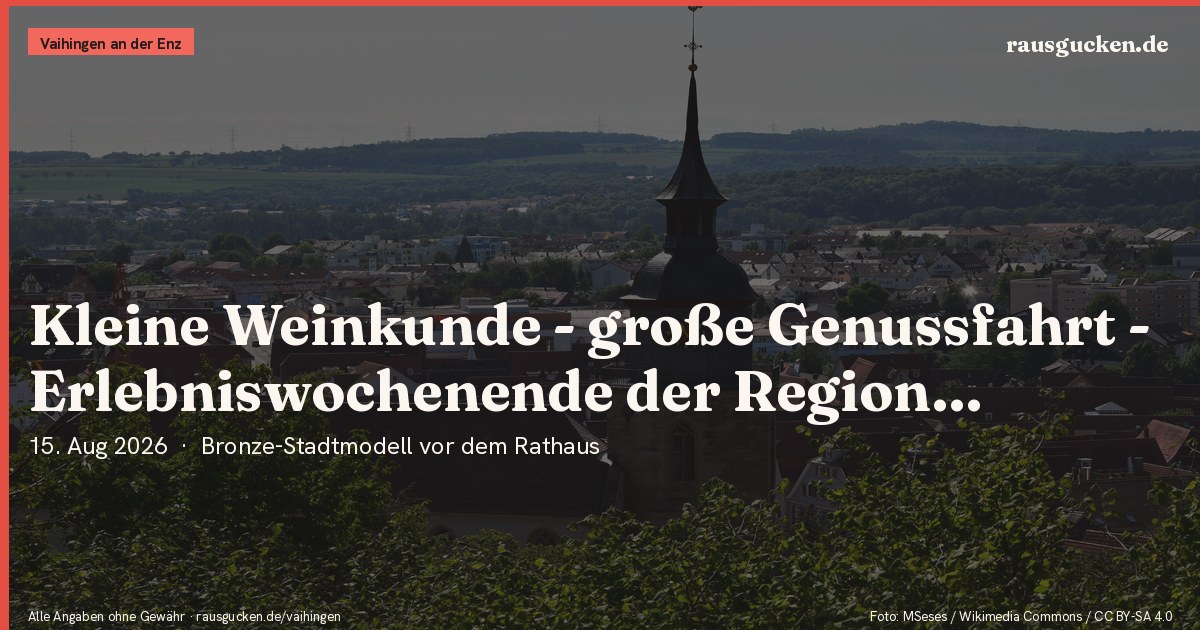 Vaihingen an der Enz
rausgucken.de
Kleine Weinkunde - große Genussfahrt -
Erlebniswochenende der Region...
15. Aug 2026 · Bronze-Stadtmodell vor dem Rathaus
Alle Angaben ohne Gewähr · rausgucken.de/vaihingen
Foto: MSeses / Wikimedia Commons / CC BY-SA 4.0